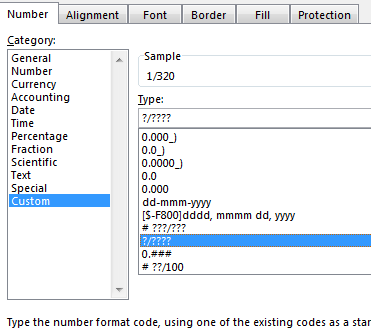 Number Alignment Font Border Fill Protection
Category:
General
Number
Currency
Accounting
Date
Time
Percentage
Fraction
Scientific
Text
Special
Custom
Sample
1/320
Type:
?/????
0.000_)
0.0_)
0.0000_)
0.0
0.000
dd-mmm-yyyy
[$-F800]dddd, mmmm dd, yyyy
# ???/???
?/????
0.###
# ??/100
Type the number format code, using one of the existing codes as a star